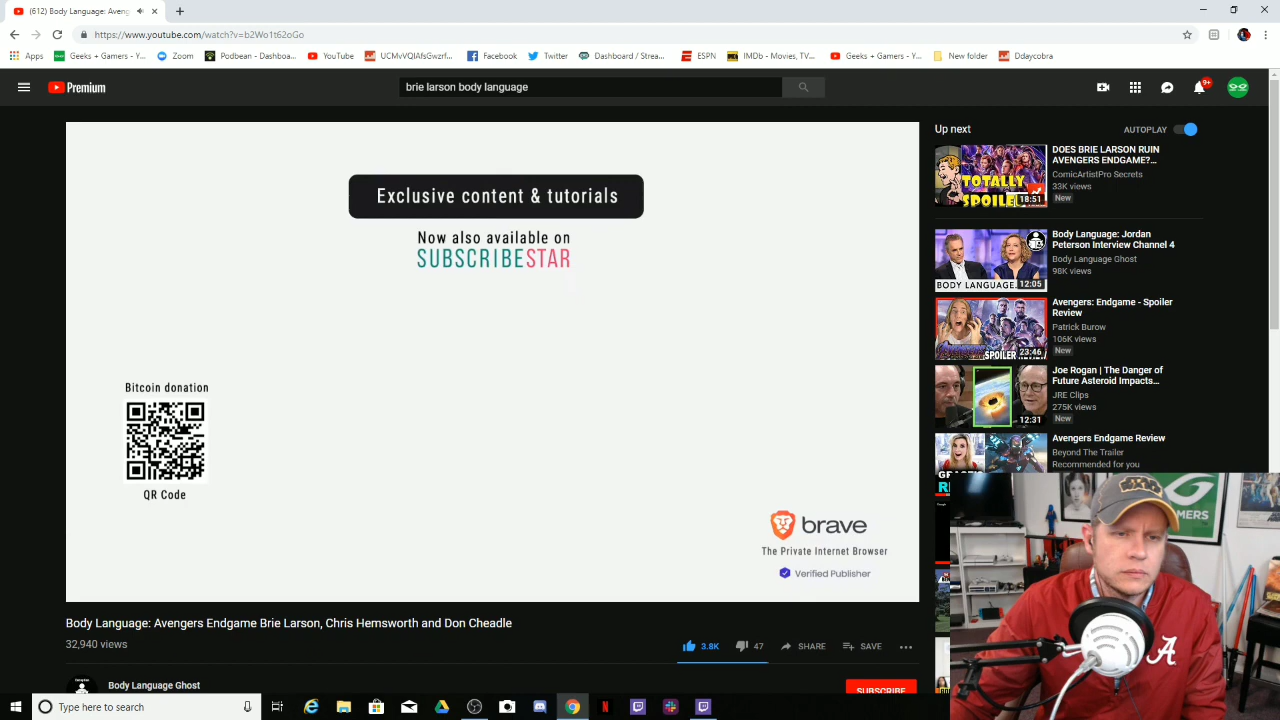 (612) Body Language: Aveng
youtube.com/watch?v=b2Wo1t62oGo
Apps
Geeks + Gamers - Y...
Zoom
Podbean - Dashboar...
YouTube
UCMvVQIAfsGwzrf...
Facebook
Twitter
Dashboard / Strea...
ESPN
IMDb - Movies, TV...
Geeks + Gamers - Y...
New folder
Ddaycobra
Premium
brie larson body language
9+
Exclusive content & tutorials
Now also available on
SUBSCRIBESTAR
Bitcoin donation
QR Code
brave
The Private Internet Browser
Verified Publisher
Body Language: Avengers Endgame Brie Larson, Chris Hemsworth and Don Cheadle
32,940 views
3.8K
47
SHARE
SAVE
Body Language Ghost
SUBSCRIBE
Up next
AUTOPLAY
TOTALLY
SPOILE
18:51
DOES BRIE LARSON RUIN
AVENGERS ENDGAME?...
ComicArtistPro Secrets
33K views
New
BODY LANGUAGE
12:05
Body Language: Jordan
Peterson Interview Channel 4
Body Language Ghost
98K views
SPOILER
23:46
Avengers: Endgame - Spoiler
Review
Patrick Burow
106K views
New
12:31
Joe Rogan | The Danger of
Future Asteroid Impacts...
JRE Clips
275K views
New
Avengers Endgame Review
Beyond The Trailer
Recommended for you
A
Type here to search